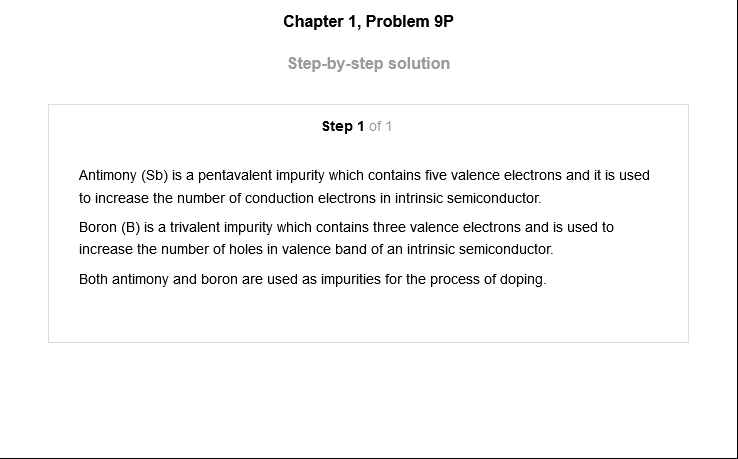 Chapter 1, Problem 9P
Step-by-step solution
Step 1 of 1
Antimony (Sb) is a pentavalent impurity which contains five valence electrons and it is used
to increase the number of conduction electrons in intrinsic semiconductor.
Boron (B) is a trivalent impurity which contains three valence electrons and is used to
increase the number of holes in valence band of an intrinsic semiconductor.
Both antimony and boron are used as impurities for the process of doping.